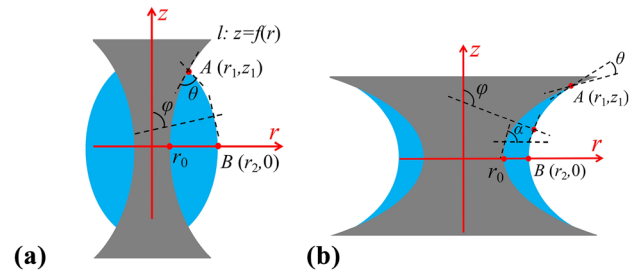 z
l: z=f(r)
A (r₁,z₁)
θ
φ
r
r₀
B (r₂,0)
(a)
z
θ
φ
A (r₁,z₁)
α
r
r₀
B (r₂,0)
(b)